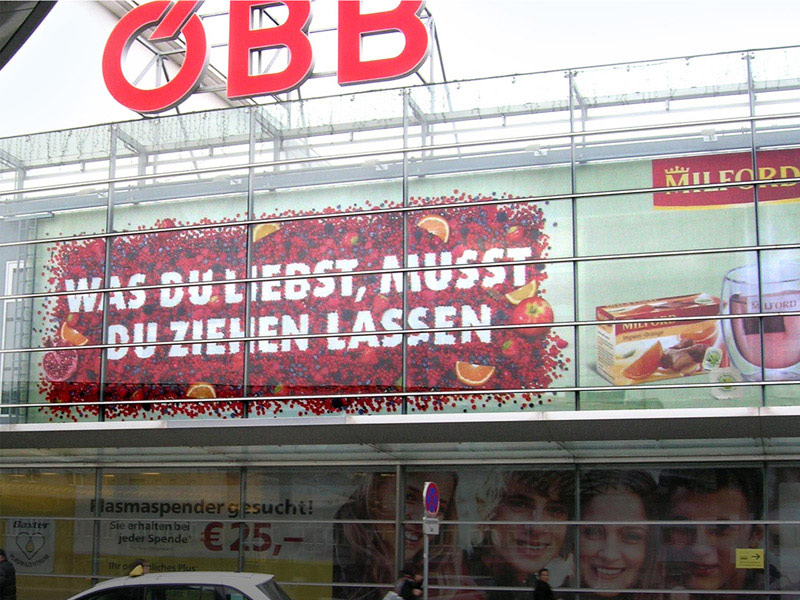 ÖBB
MILFORD
WAS DU LIEBST, MUSST
DU ZIEHEN LASSEN
MILFORD
MILFORD
Plasmaspender gesucht!
Sie erhalten bei
jeder Spende*
€25,–
Baxter